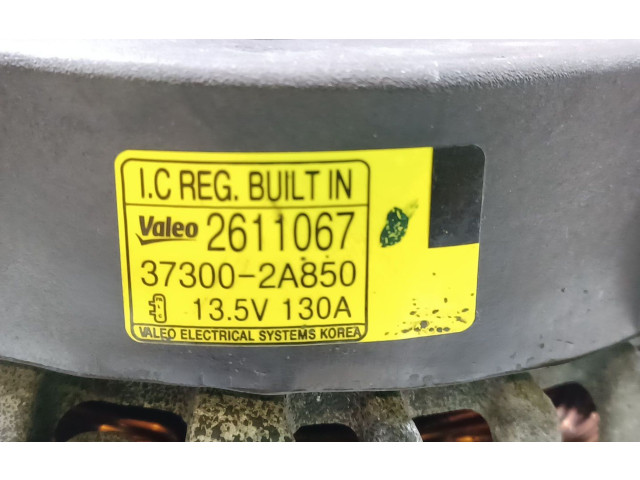 I.C REG. BUILT IN
Valeo 2611067
37300-2A850
13.5V 130A
VALEO ELECTRICAL SYSTEMS KOREA